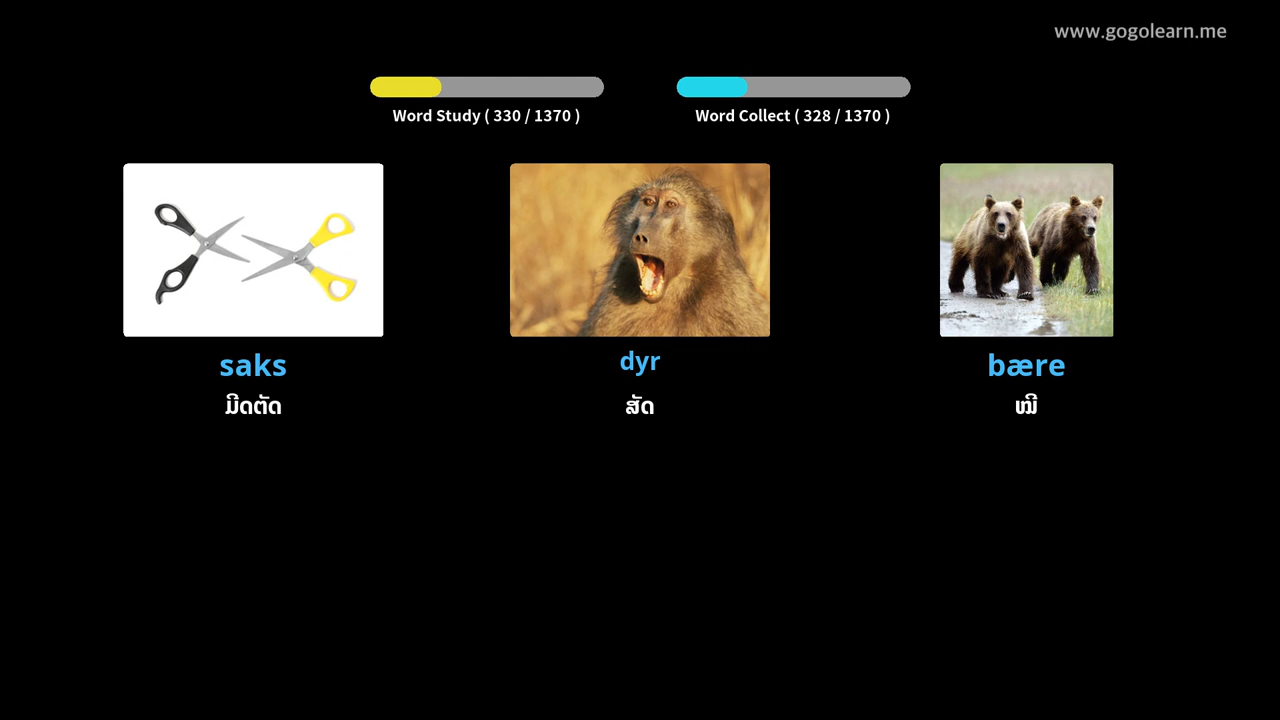 www.gogolearn.me
Word Study ( 330 / 1370 )
Word Collect ( 328 / 1370 )
saks
ມີດຕັດ
dyr
ສັດ
bære
ໝີ